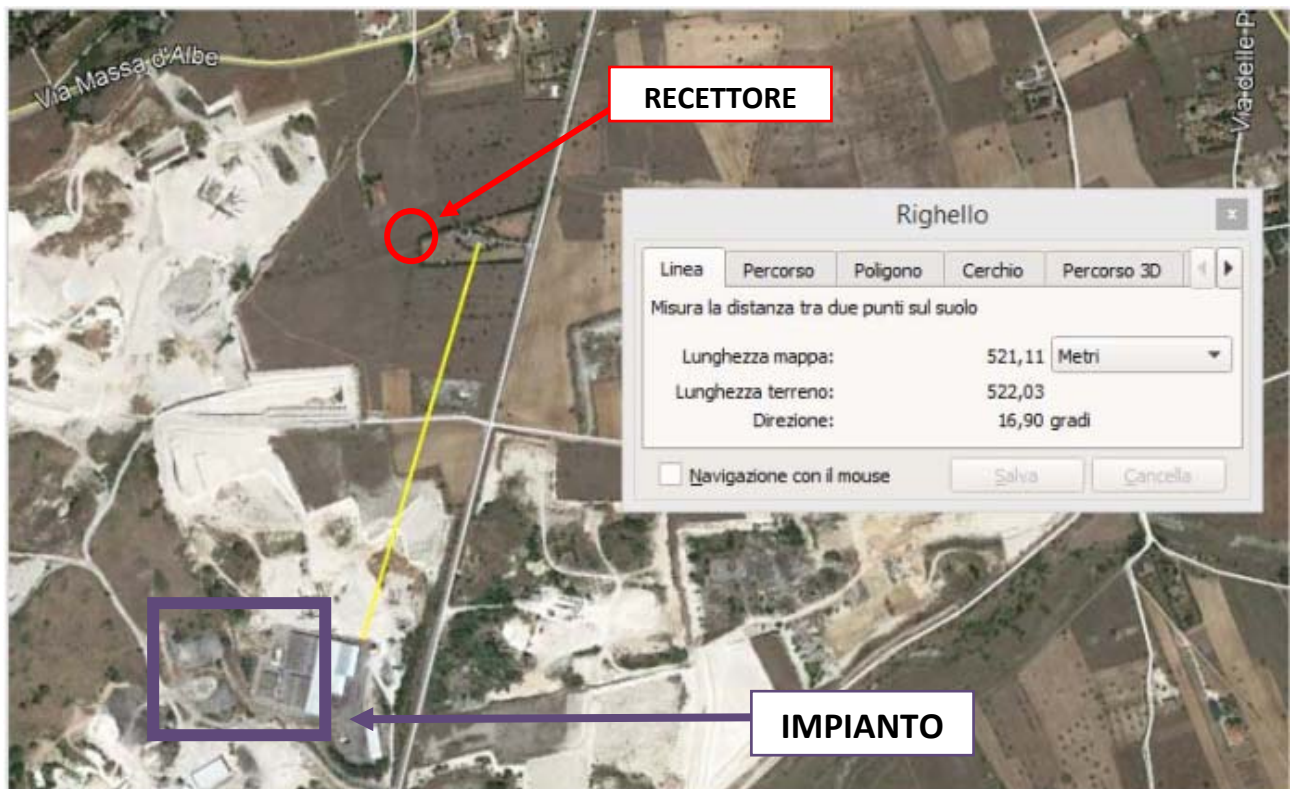 Via Massa d'Albe
RECETTORE
Via delle P
Righello
Linea Percorso Poligono Cerchio Percorso 3D
Misura la distanza tra due punti sul suolo
Lunghezza mappa: 521,11 Metri
Lunghezza terreno: 522,03
Direzione: 16,90 gradi
Navigazione con il mouse Salva Cancella
IMPIANTO